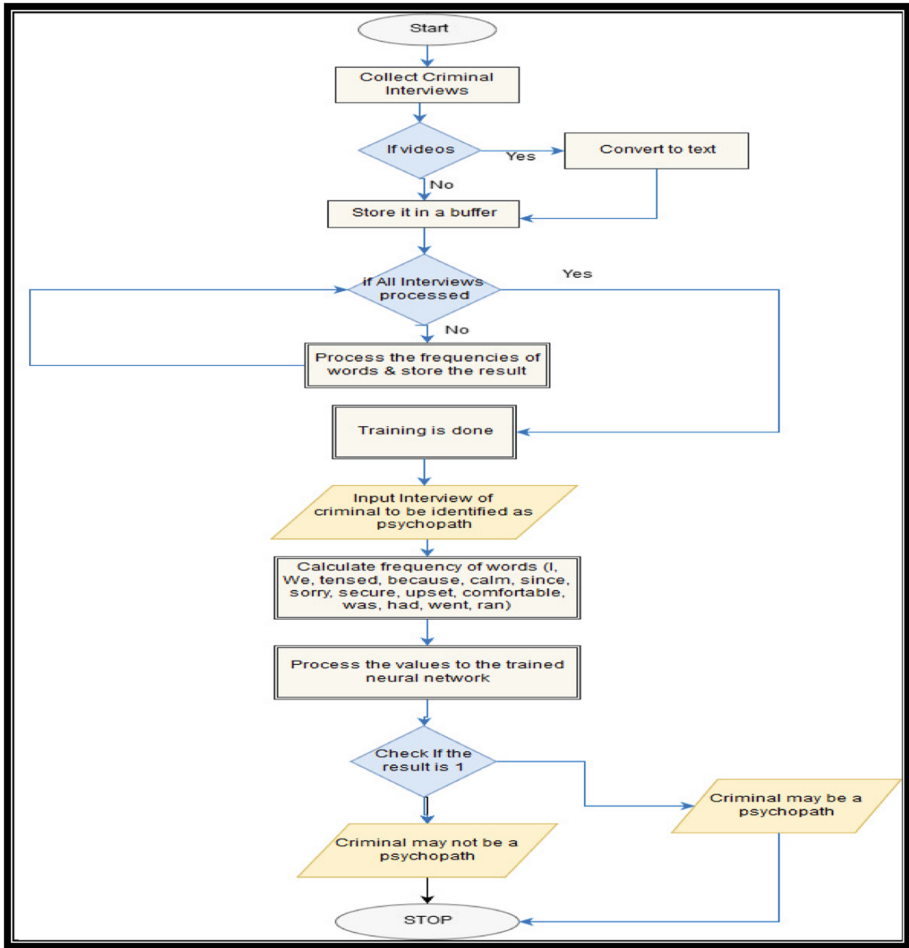 Start
Collect Criminal
Interviews
If videos
Yes
Convert to text
No
Store it in a buffer
if All Interviews
processed
Yes
No
Process the frequencies of
words & store the result
Training is done
Input Interview of
criminal to be identified as
psychopath
Calculate frequency of words (I,
We, tensed, because, calm, since,
sorry, secure, upset, comfortable,
was, had, went, ran)
Process the values to the trained
neural network
Check If the
result is 1
Criminal may be a
psychopath
Criminal may not be a
psychopath
STOP